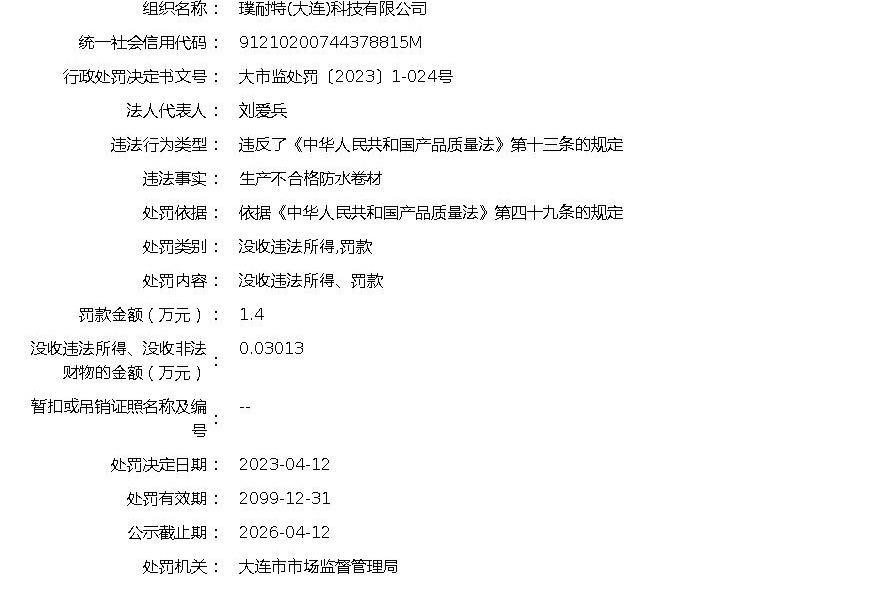 组织名称： 璞耐特(大连)科技有限公司
统一社会信用代码： 91210200744378815M
行政处罚决定书文号： 大市监处罚〔2023〕1-024号
法人代表人： 刘爱兵
违法行为类型： 违反了《中华人民共和国产品质量法》第十三条的规定
违法事实： 生产不合格防水卷材
处罚依据： 依据《中华人民共和国产品质量法》第四十九条的规定
处罚类别： 没收违法所得,罚款
处罚内容： 没收违法所得、罚款
罚款金额（万元）： 1.4
没收违法所得、没收非法
财物的金额（万元）： 0.03013
暂扣或吊销证照名称及编
号： --
处罚决定日期： 2023-04-12
处罚有效期： 2099-12-31
公示截止期： 2026-04-12
处罚机关： 大连市市场监督管理局